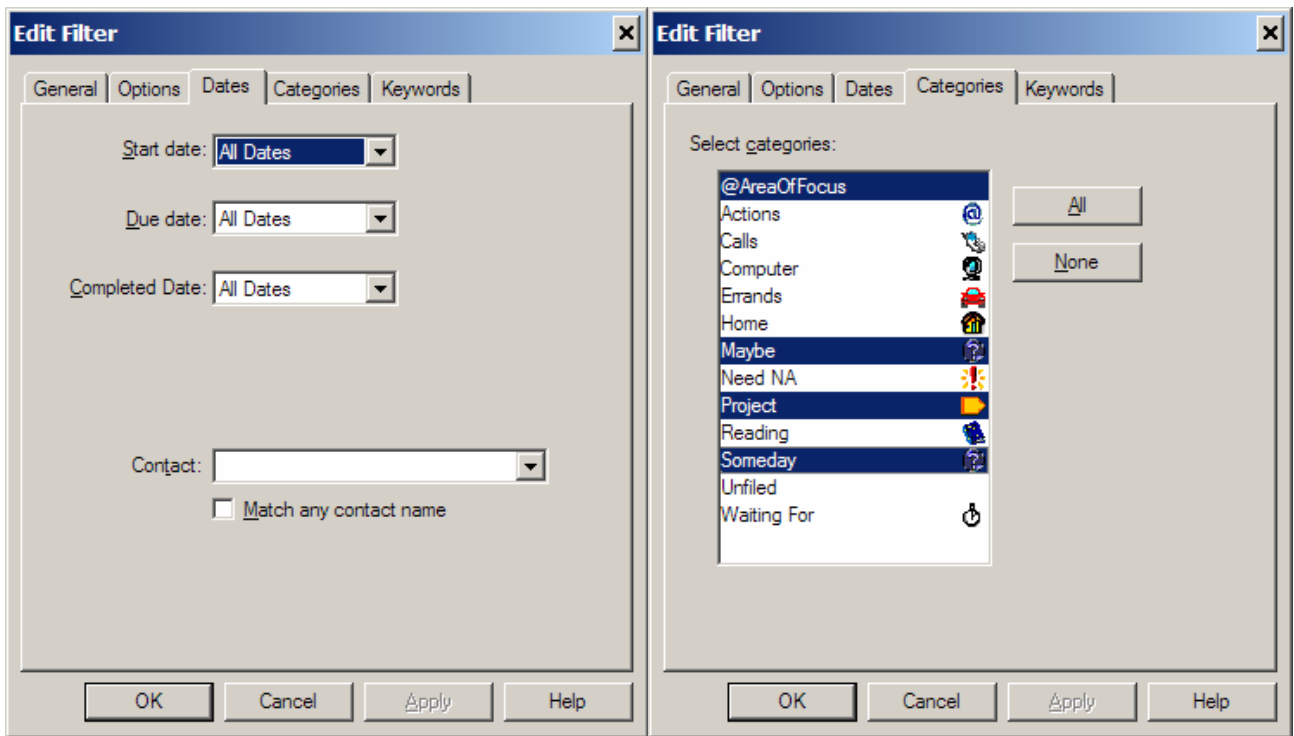 Edit Filter
General Options Dates Categories Keywords
Start date: All Dates
Due date: All Dates
Completed Date: All Dates
Contact:
Match any contact name
OK Cancel Apply Help
Edit Filter
General Options Dates Categories Keywords
Select categories:
@AreaOfFocus
Actions
Calls
Computer
Errands
Home
Maybe
Need NA
Project
Reading
Someday
Unfiled
Waiting For
All
None
OK Cancel Apply Help